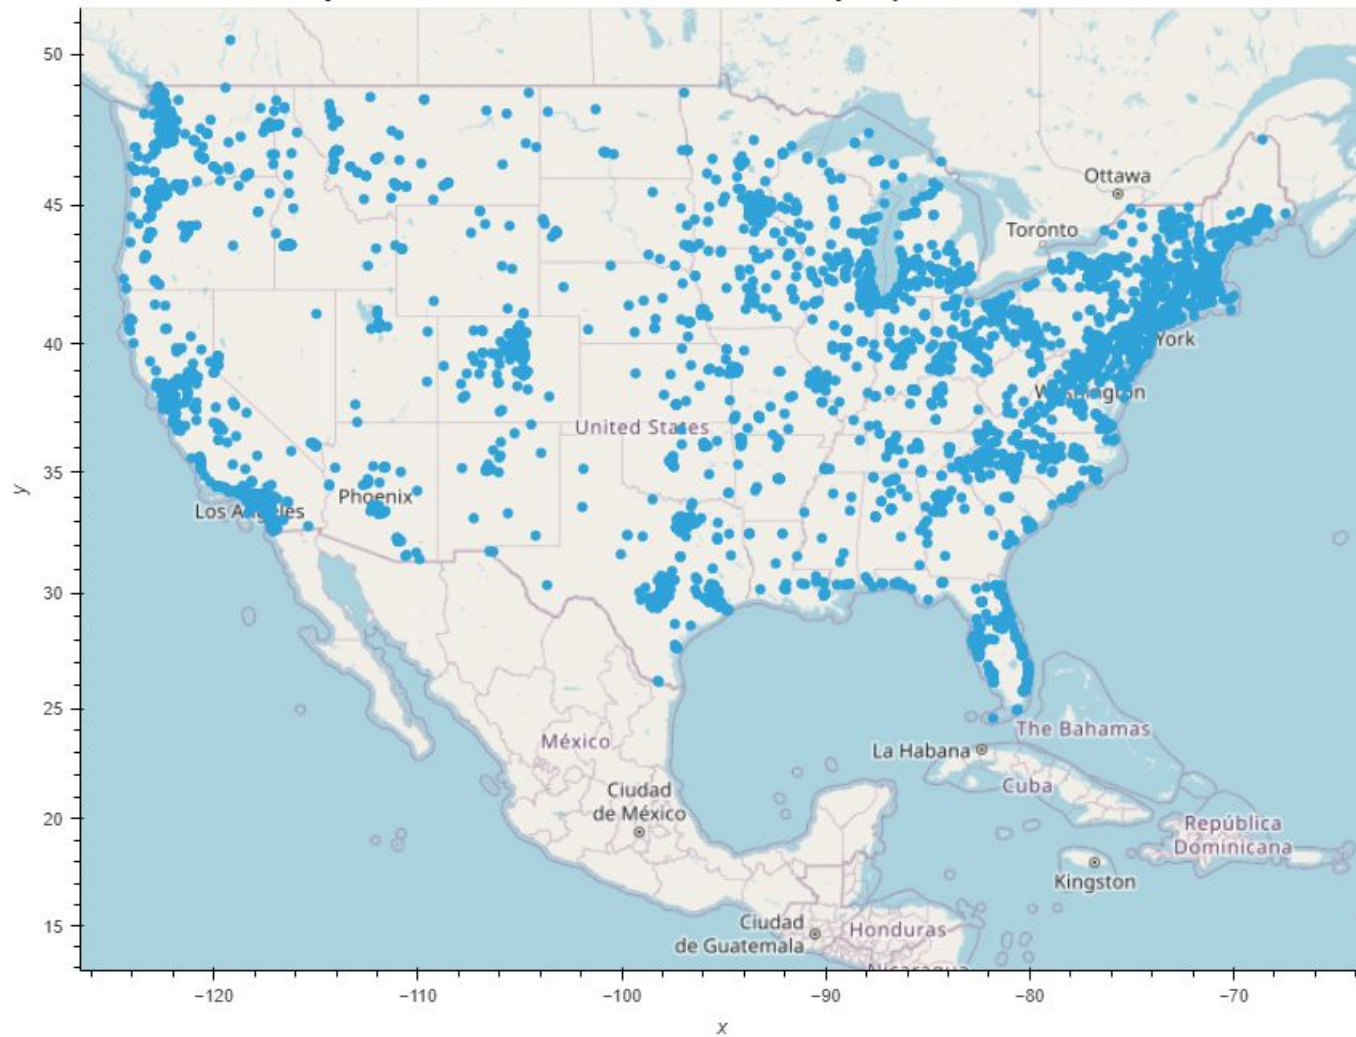 50
Ottawa
45
Toronto
40
York
Washington
United States
35
Phoenix
Los Angeles
y
30
25
The Bahamas
La Habana
México
Cuba
Ciudad
de México
20
República
Dominicana
Kingston
Ciudad
de Guatemala
Honduras
15
Nicaragua
−120
−110
−100
−90
−80
−70
x